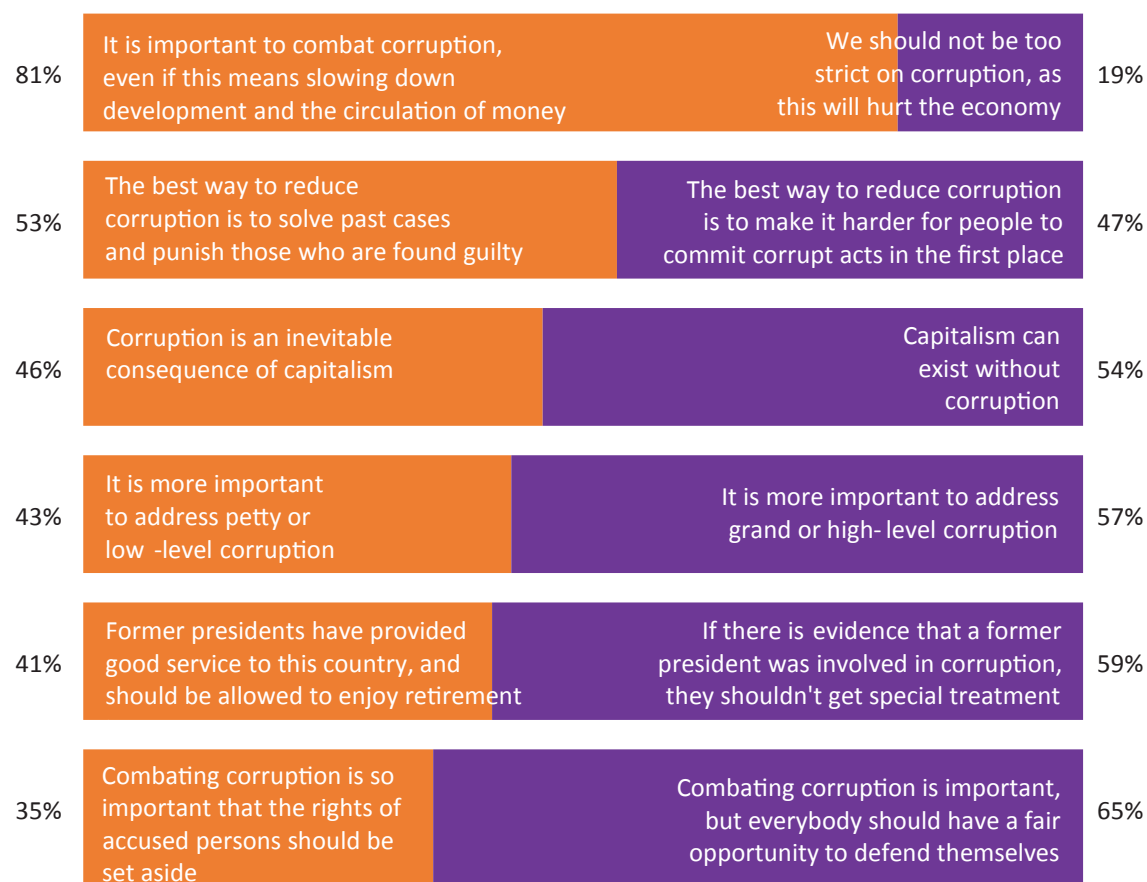 81%
It is important to combat corruption,
even if this means slowing down
development and the circulation of money
We should not be too
strict on corruption, as
this will hurt the economy
19%
53%
The best way to reduce
corruption is to solve past cases
and punish those who are found guilty
The best way to reduce corruption
is to make it harder for people to
commit corrupt acts in the first place
47%
46%
Corruption is an inevitable
consequence of capitalism
Capitalism can
exist without
corruption
54%
43%
It is more important
to address petty or
low -level corruption
It is more important to address
grand or high- level corruption
57%
41%
Former presidents have provided
good service to this country, and
should be allowed to enjoy retirement
If there is evidence that a former
president was involved in corruption,
they shouldn't get special treatment
59%
35%
Combating corruption is so
important that the rights of
accused persons should be
set aside
Combating corruption is important,
but everybody should have a fair
opportunity to defend themselves
65%